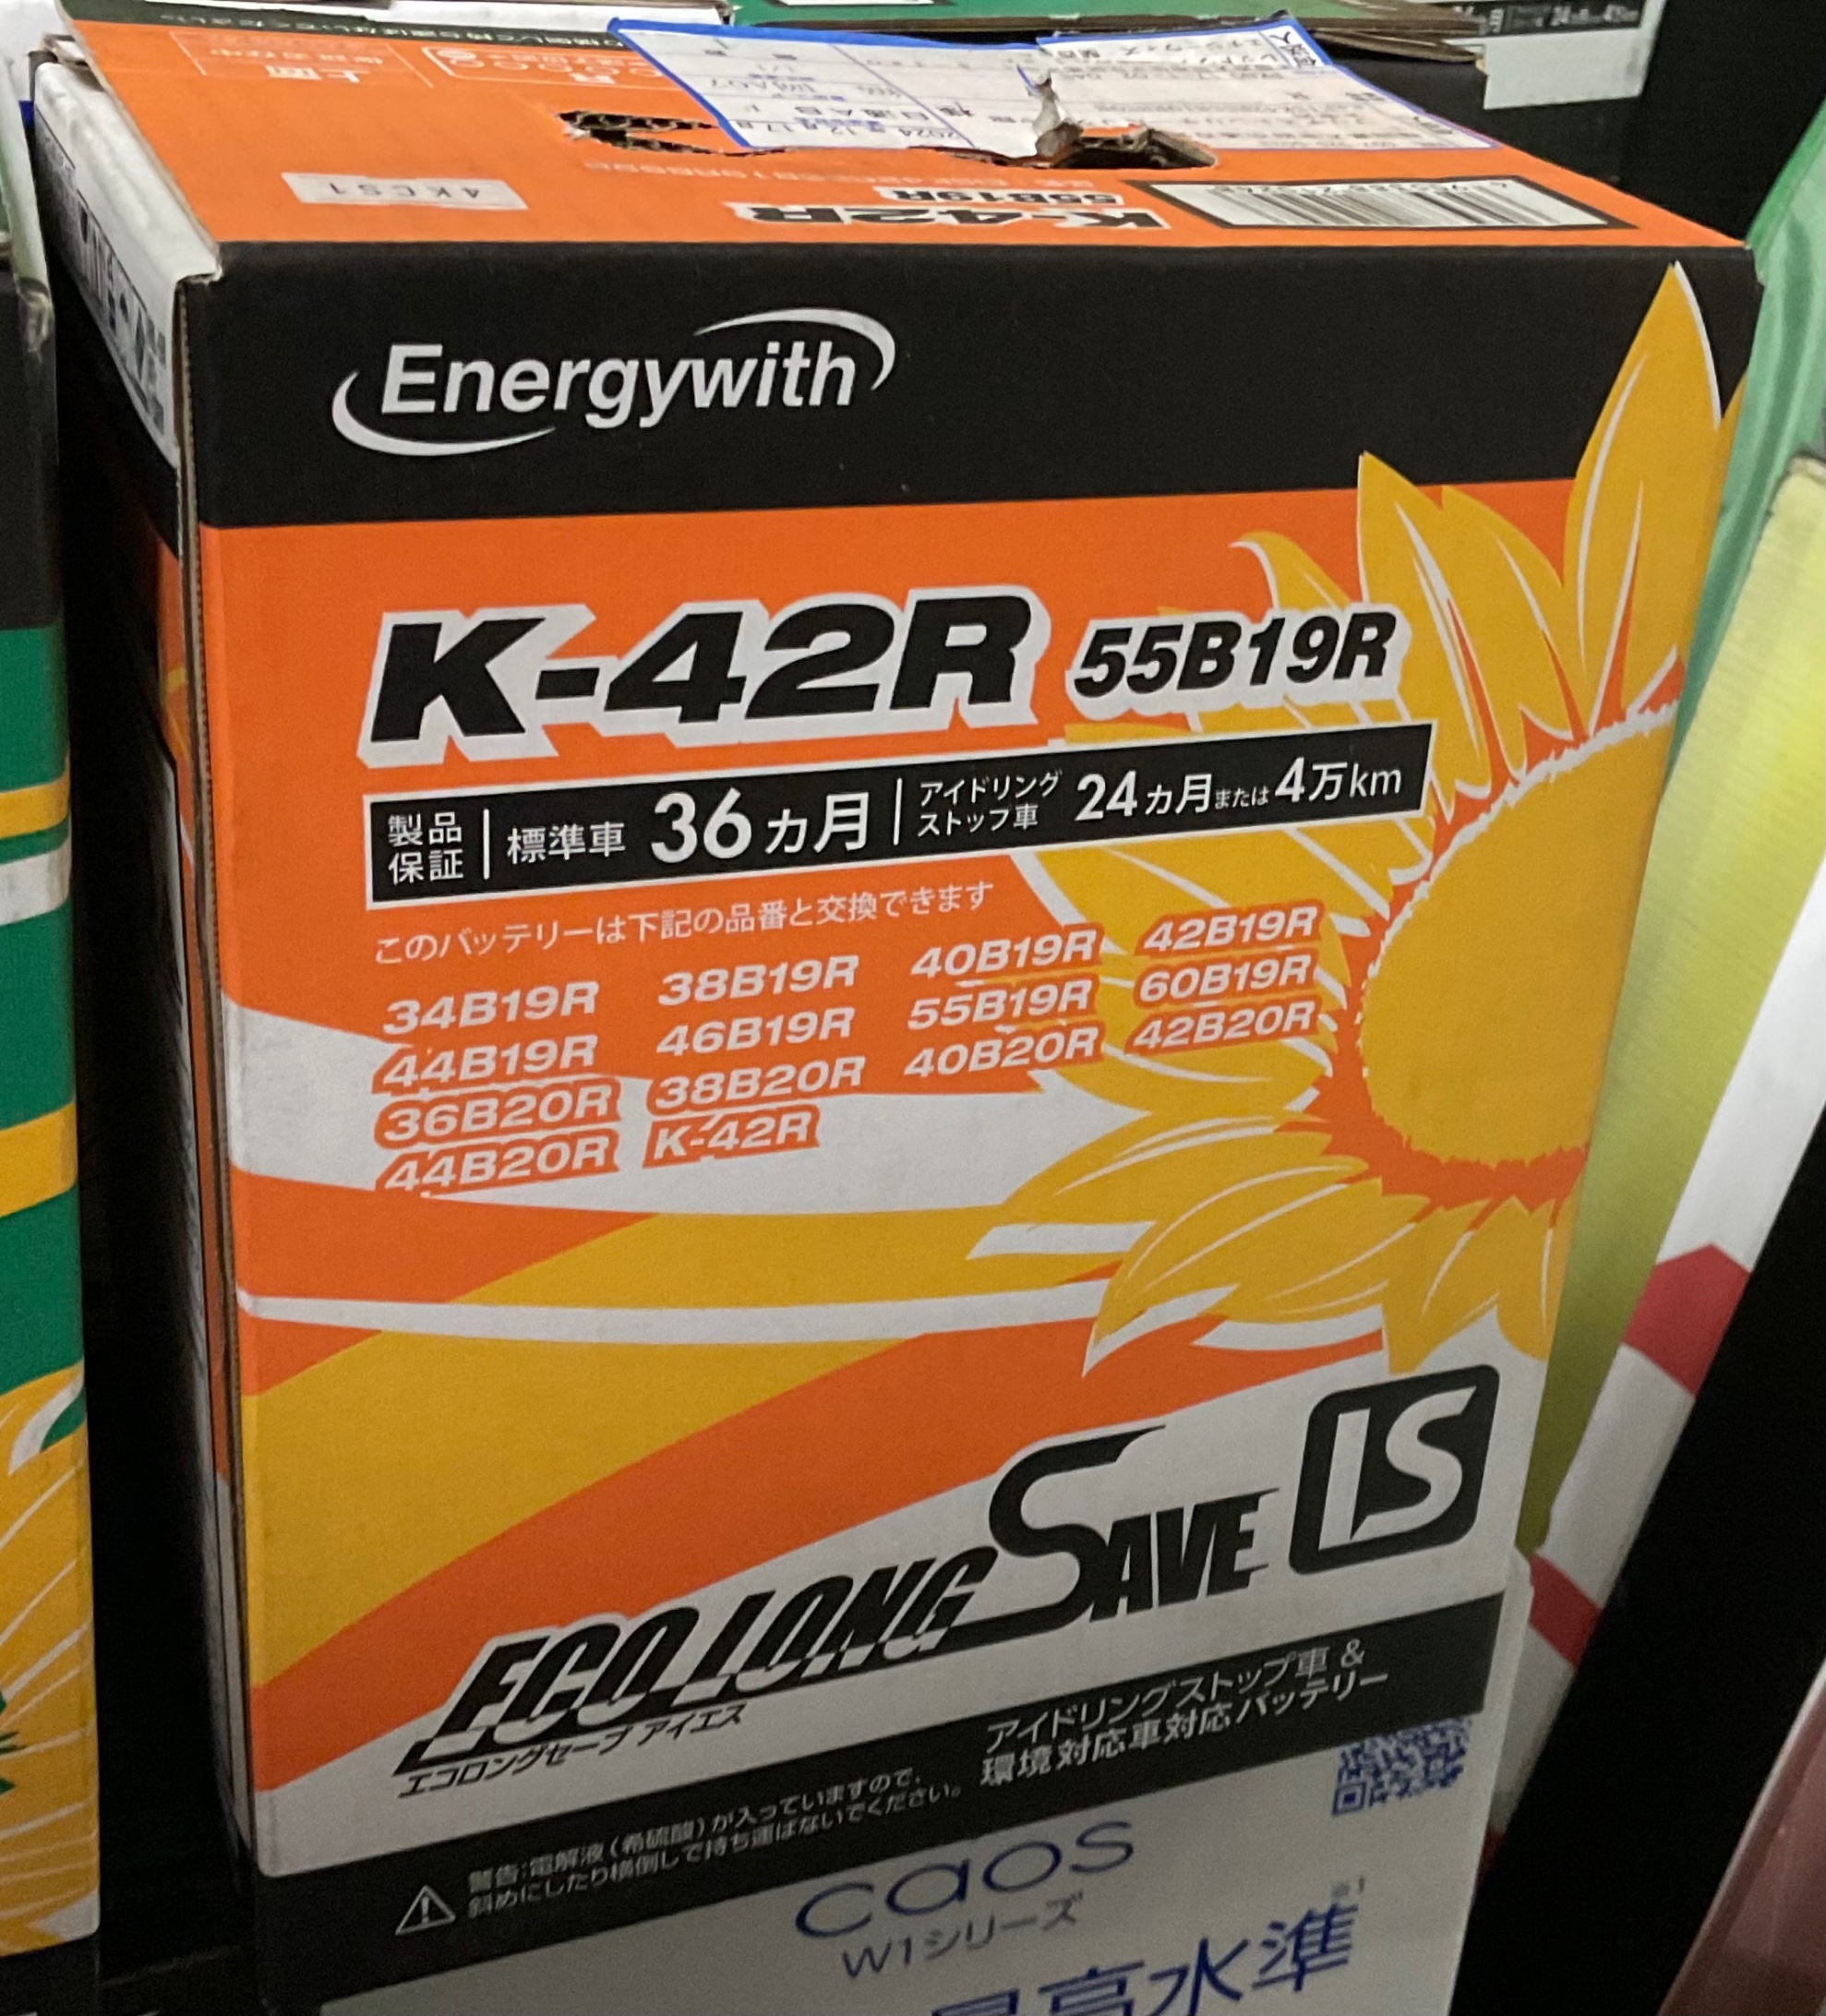 4KCS1
55B19R
K-42R
Energywith
K-42R 55B19R
製品保証 標準車 36ヵ月 アイドリングストップ車 24ヵ月または4万km
このバッテリーは下記の品番と交換できます
34B19R 38B19R 40B19R 42B19R
44B19R 46B19R 55B19R 60B19R
36B20R 38B20R 40B20R 42B20R
44B20R K-42R
ECO LONG SAVE IS
エコロングセーブ アイエス
アイドリングストップ車 &
環境対応車対応バッテリー
警告:電解液(希硫酸)が入っていますので、
斜めにしたり横倒しで持ち運ばないでください。
caos
W1シリーズ
最高水準